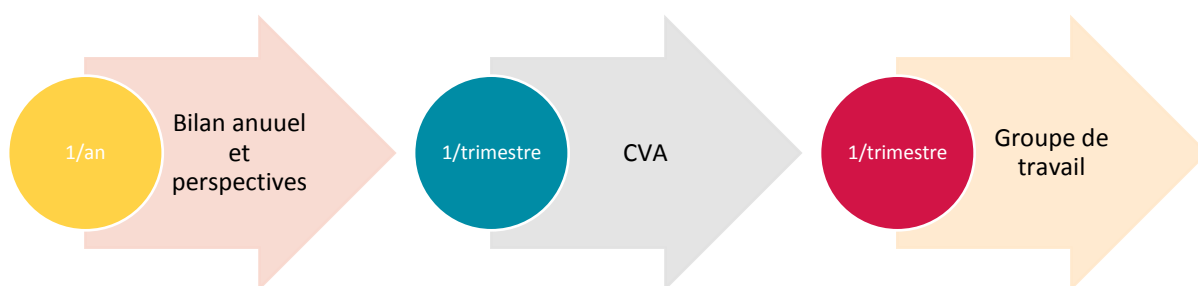 1/an
Bilan anuuel
et
perspectives
1/trimestre
CVA
1/trimestre
Groupe de
travail